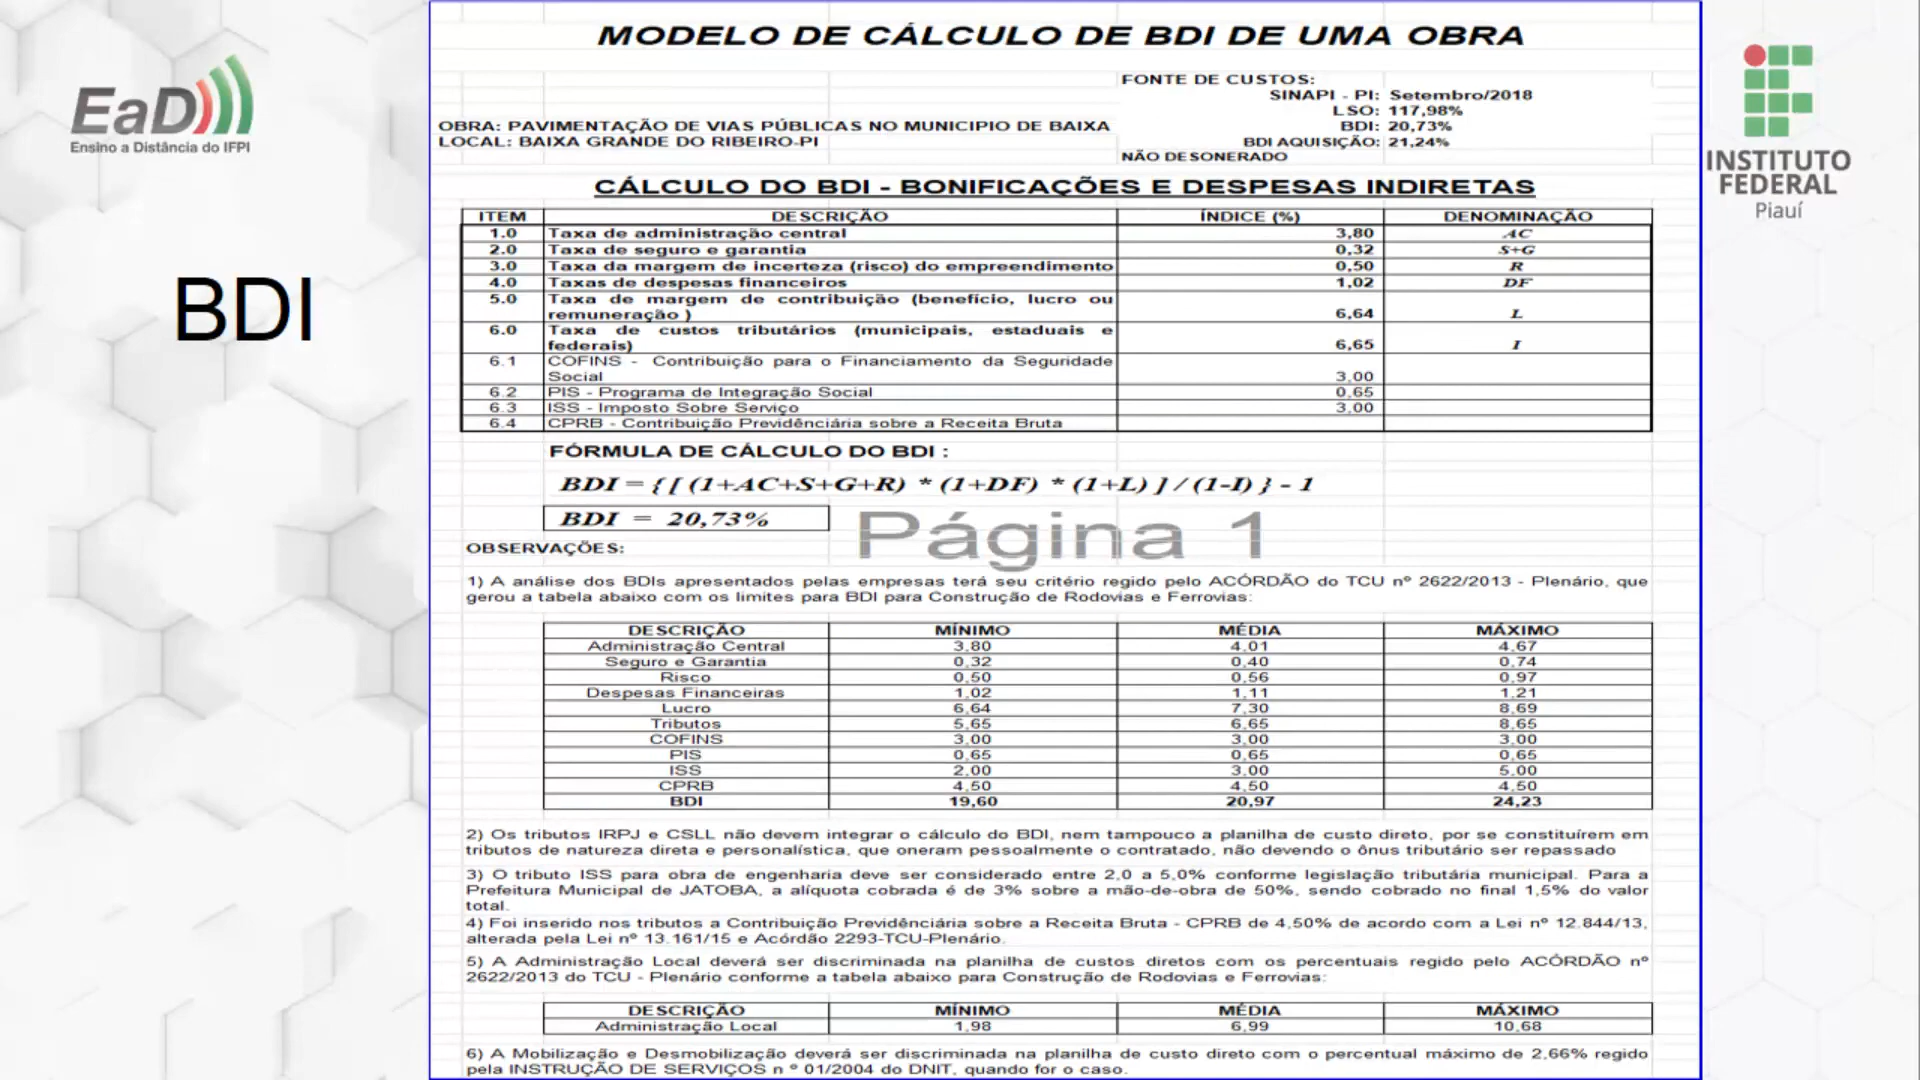 MODELO DE CÁLCULO DE BDI DE UMA OBRA
EaD
Ensino a Distância do IFPI
INSTITUTO
FEDERAL
Piauí
BDI
FONTE DE CUSTOS:
SINAPI - PI: Setembro/2018
LSO: 117,98%
OBRA: PAVIMENTAÇÃO DE VIAS PÚBLICAS NO MUNICIPIO DE BAIXA BDI: 20,73%
LOCAL: BAIXA GRANDE DO RIBEIRO-PI BDI AQUISIÇÃO: 21,24%
NÃO DESONERADO
CÁLCULO DO BDI - BONIFICAÇÕES E DESPESAS INDIRETAS
ITEM DESCRIÇÃO ÍNDICE (%) DENOMINAÇÃO
1.0 Taxa de administração central 3,80 AC
2.0 Taxa de seguro e garantia 0,32 S+G
3.0 Taxa da margem de incerteza (risco) do empreendimento 0,50 R
4.0 Taxas de despesas financeiros 1,02 DF
5.0 Taxa de margem de contribuição (benefício, lucro ou
remuneração ) 6,64 L
6.0 Taxa de custos tributários (municipais, estaduais e
federais) 6,65 I
6.1 COFINS - Contribuição para o Financiamento da Seguridade
Social 3,00
6.2 PIS - Programa de Integração Social 0,65
6.3 ISS - Imposto Sobre Serviço 3,00
6.4 CPRB - Contribuição Previdênciária sobre a Receita Bruta
FÓRMULA DE CÁLCULO DO BDI :
BDI = { [ (1+AC+S+G+R) * (1+DF) * (1+L) ] / (1-I) } - 1
BDI = 20,73%
Página 1
OBSERVAÇÕES:
1) A análise dos BDIs apresentados pelas empresas terá seu critério regido pelo ACÓRDÃO do TCU nº 2622/2013 - Plenário, que
gerou a tabela abaixo com os limites para BDI para Construção de Rodovias e Ferrovias:
DESCRIÇÃO MÍNIMO MÉDIA MÁXIMO
Administração Central 3,80 4,01 4,67
Seguro e Garantia 0,32 0,40 0,74
Risco 0,50 0,56 0,97
Despesas Financeiras 1,02 1,11 1,21
Lucro 6,64 7,30 8,69
Tributos 5,65 6,65 8,65
COFINS 3,00 3,00 3,00
PIS 0,65 0,65 0,65
ISS 2,00 3,00 5,00
CPRB 4,50 4,50 4,50
BDI 19,60 20,97 24,23
2) Os tributos IRPJ e CSLL não devem integrar o cálculo do BDI, nem tampouco a planilha de custo direto, por se constituírem em
tributos de natureza direta e personalística, que oneram pessoalmente o contratado, não devendo o ônus tributário ser repassado
3) O tributo ISS para obra de engenharia deve ser considerado entre 2,0 a 5,0% conforme legislação tributária municipal. Para a
Prefeitura Municipal de JATOBA, a alíquota cobrada é de 3% sobre a mão-de-obra de 50%, sendo cobrado no final 1,5% do valor
total.
4) Foi inserido nos tributos a Contribuição Previdênciária sobre a Receita Bruta - CPRB de 4,50% de acordo com a Lei nº 12.844/13,
alterada pela Lei nº 13.161/15 e Acórdão 2293-TCU-Plenário.
5) A Administração Local deverá ser discriminada na planilha de custos diretos com os percentuais regido pelo ACÓRDÃO nº
2622/2013 do TCU - Plenário conforme a tabela abaixo para Construção de Rodovias e Ferrovias:
DESCRIÇÃO MÍNIMO MÉDIA MÁXIMO
Administração Local 1,98 6,99 10,68
6) A Mobilização e Desmobilização deverá ser discriminada na planilha de custo direto com o percentual máximo de 2,66% regido
pela INSTRUÇÃO DE SERVIÇOS n º 01/2004 do DNIT, quando for o caso.